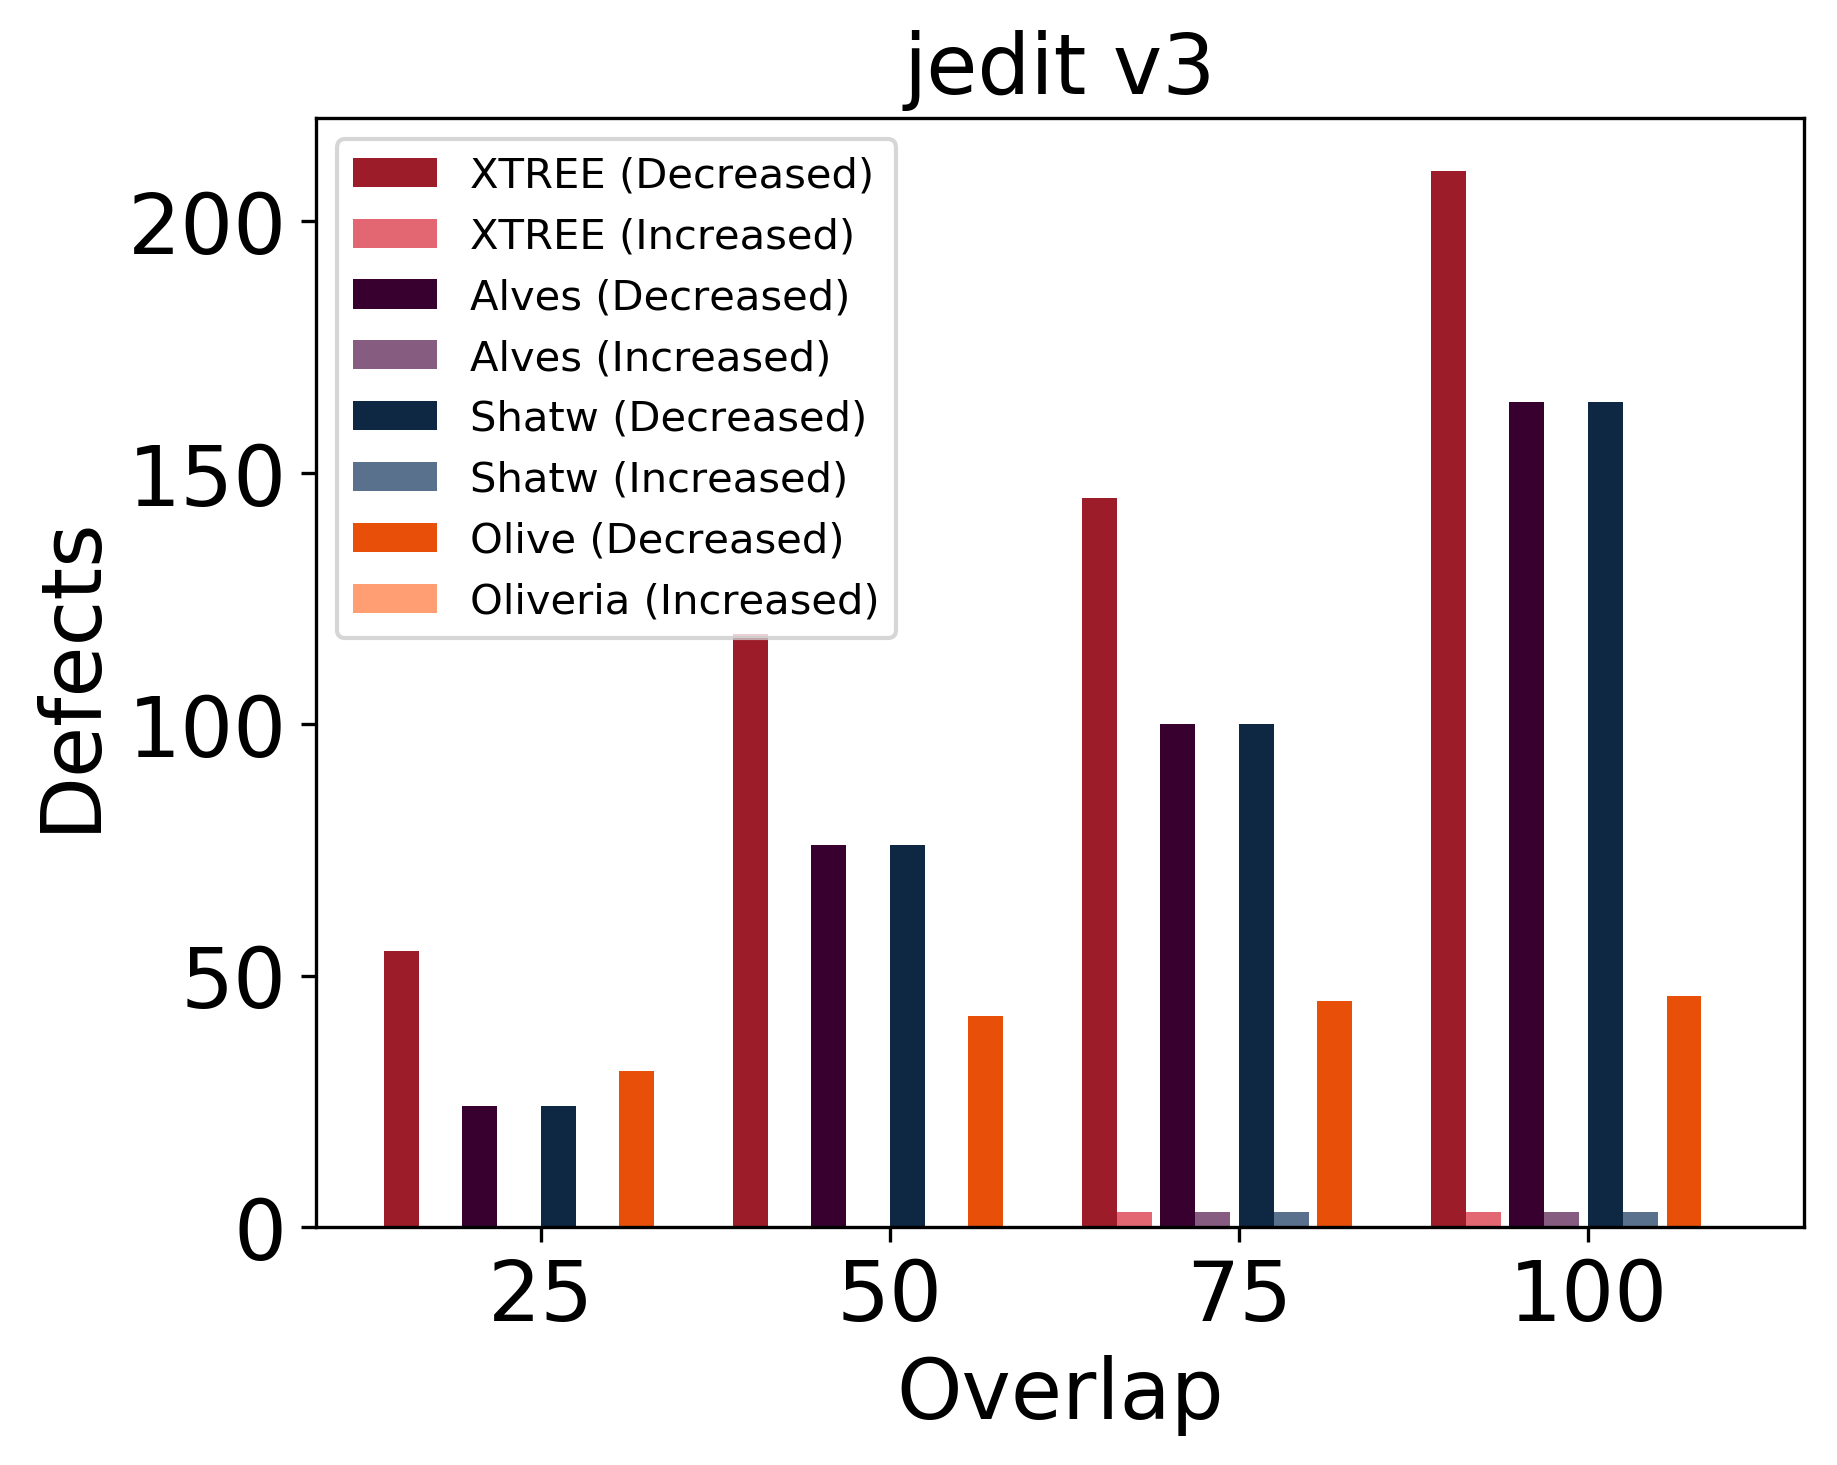 jedit v3
XTREE (Decreased)
XTREE (Increased)
Alves (Decreased)
Alves (Increased)
Shatw (Decreased)
Shatw (Increased)
Olive (Decreased)
Oliveria (Increased)
Defects
200
150
100
50
0
25 50 75 100
Overlap